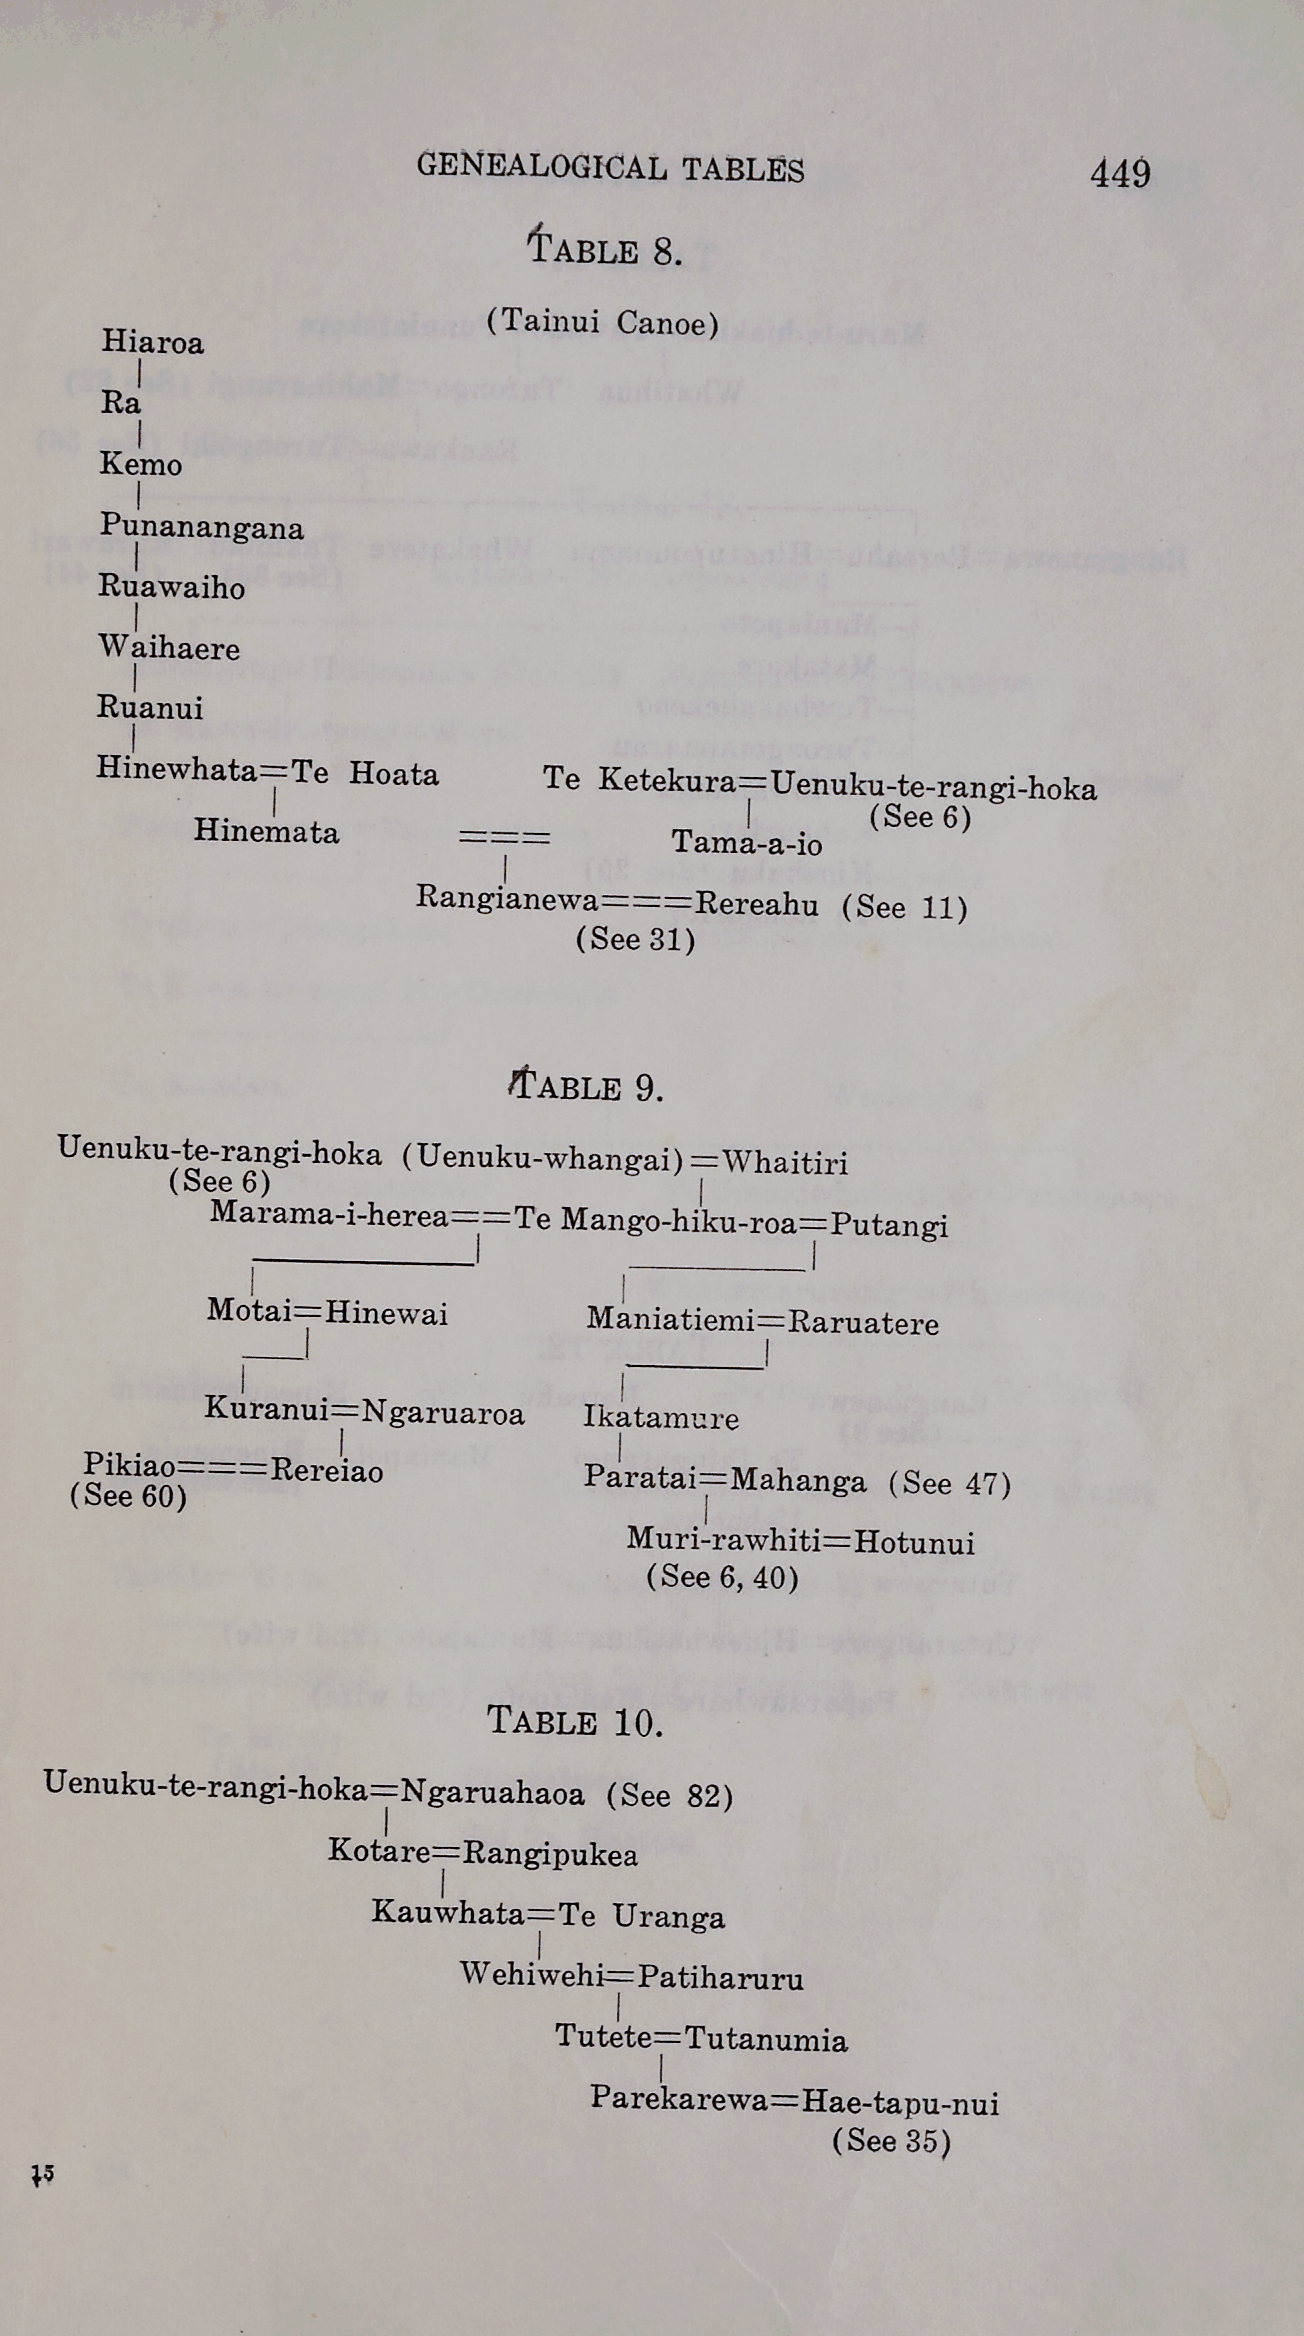 GENEALOGICAL TABLES 449
TABLE 8.
(Tainui Canoe)
Hiaroa
Ra
Kemo
Punanangana
Ruawaiho
Waihaere
Ruanui
Hinewhata=Te Hoata Te Ketekura=Uenuku-te-rangi-hoka
(See 6)
Hinemata === Tama-a-io
Rangianewa===Rereahu (See 11)
(See 31)
TABLE 9.
Uenuku-te-rangi-hoka (Uenuku-whangai)=Whaitiri
(See 6)
Marama-i-herea==Te Mango-hiku-roa=Putangi
Motai=Hinewai Maniatiemi=Raruatere
Kuranui=Ngaruaroa Ikatamure
Pikiao===Rereiao Paratai=Mahanga (See 47)
(See 60)
Muri-rawhiti=Hotunui
(See 6, 40)
TABLE 10.
Uenuku-te-rangi-hoka=Ngaruahaoa (See 82)
Kotare=Rangipukea
Kauwhata=Te Uranga
Wehiwehi=Patiharuru
Tutete=Tutanumia
Parekarewa=Hae-tapu-nui
(See 35)
15